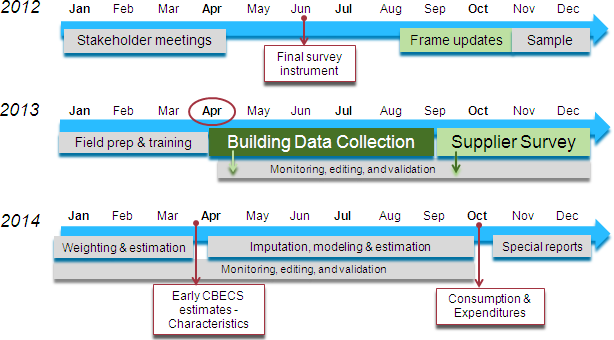 2012
Jan Feb Mar Apr May Jun Jul Aug Sep Oct Nov Dec
Stakeholder meetings
Final survey
instrument
Frame updates
Sample
2013
Jan Feb Mar Apr May Jun Jul Aug Sep Oct Nov Dec
Field prep & training
Building Data Collection
Supplier Survey
Monitoring, editing, and validation
2014
Jan Feb Mar Apr May Jun Jul Aug Sep Oct Nov Dec
Weighting & estimation
Imputation, modeling & estimation
Special reports
Monitoring, editing, and validation
Early CBECS
estimates -
Characteristics
Consumption &
Expenditures